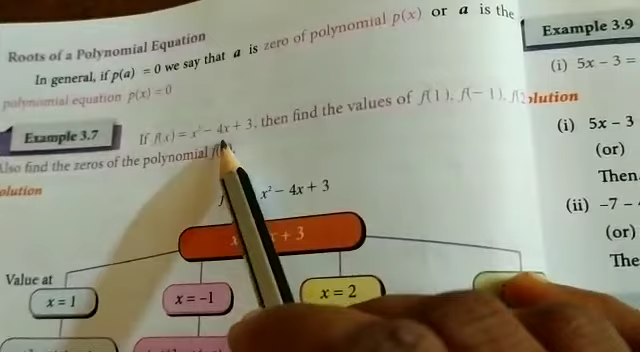 Roots of a Polynomial Equation
In general, if p(a) = 0 we say that a is zero of polynomial p(x) or a is the
polynomial equation p(x) = 0
Example 3.7
If f(x) = x² − 4x + 3, then find the values of f(1), f(−1), f(2
Also find the zeros of the polynomial
olution
x² − 4x + 3
x + 3
Value at
x = 1
x = −1
x = 2
Example 3.9
(i) 5x − 3 =
olution
(i) 5x − 3
(or)
Then
(ii) −7 −
(or)
The